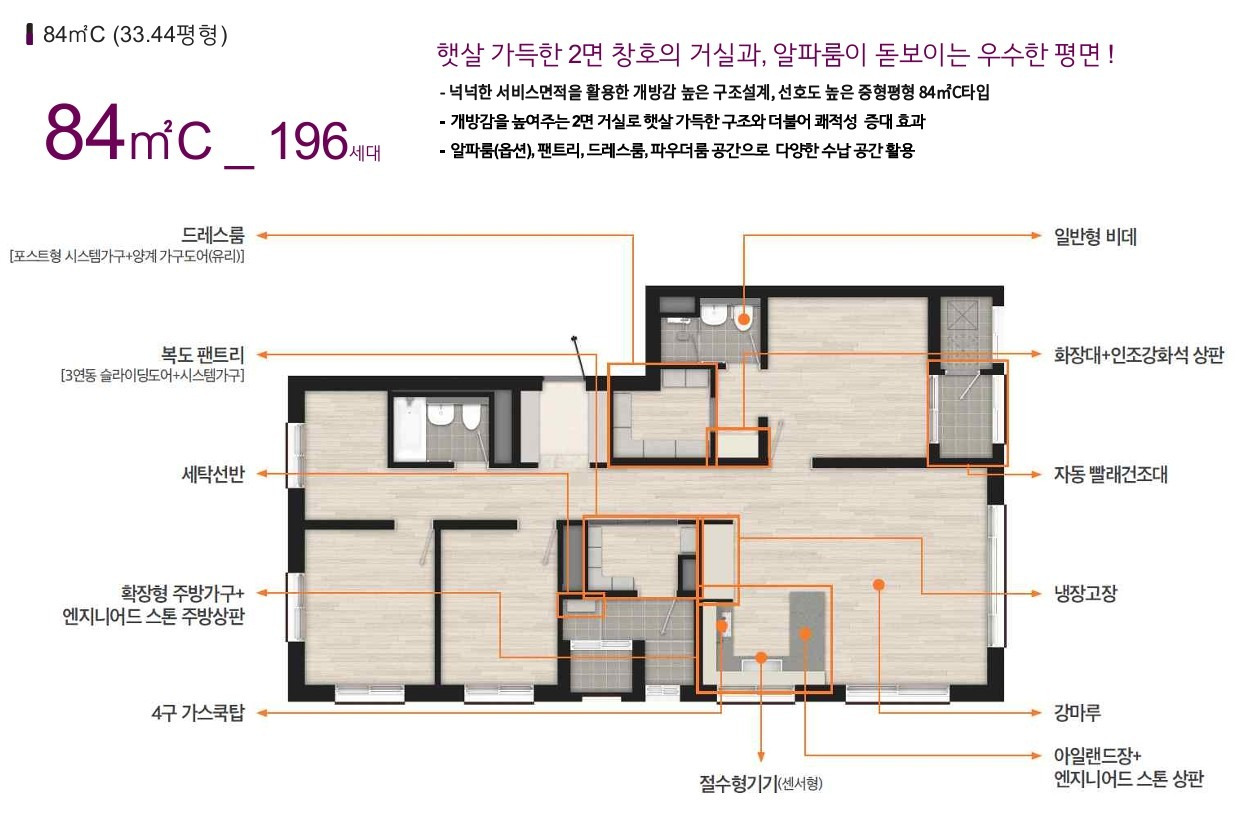 84㎡C (33.44평형)
햇살 가득한 2면 창호의 거실과, 알파룸이 돋보이는 우수한 평면 !
- 넉넉한 서비스면적을 활용한 개방감 높은 구조설계, 선호도 높은 중형평형 84㎡C타입
- 개방감을 높여주는 2면 거실로 햇살 가득한 구조와 더불어 쾌적성 증대 효과
- 알파룸(옵션), 팬트리, 드레스룸, 파우더룸 공간으로 다양한 수납 공간 활용
84㎡C _ 196세대
드레스룸
[포스트형 시스템가구+양계 가구도어(유리)]
일반형 비데
복도 팬트리
[3연동 슬라이딩도어+시스템가구]
화장대+인조강화석 상판
세탁선반
자동 빨래건조대
확장형 주방가구+
엔지니어드 스톤 주방상판
냉장고장
4구 가스쿡탑
강마루
절수형기기(센서형)
아일랜드장+
엔지니어드 스톤 상판